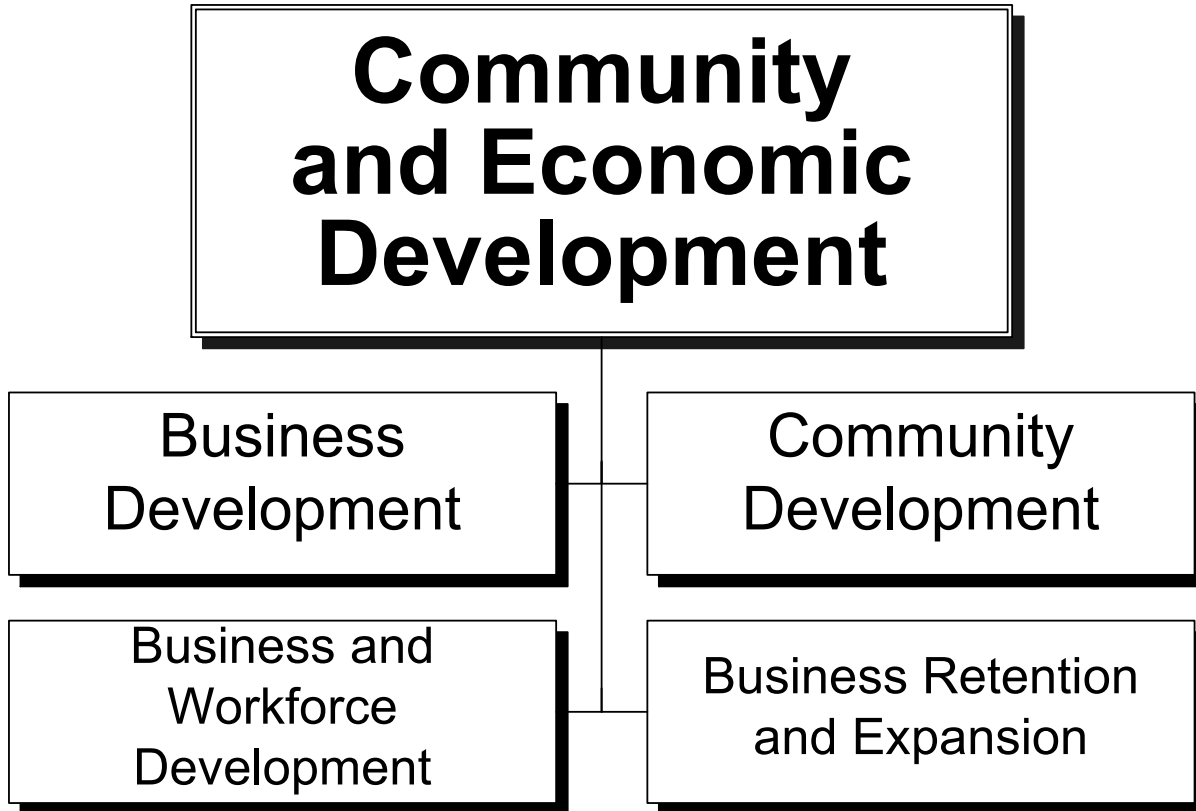 Community
and Economic
Development
Business
Development
Community
Development
Business and
Workforce
Development
Business Retention
and Expansion